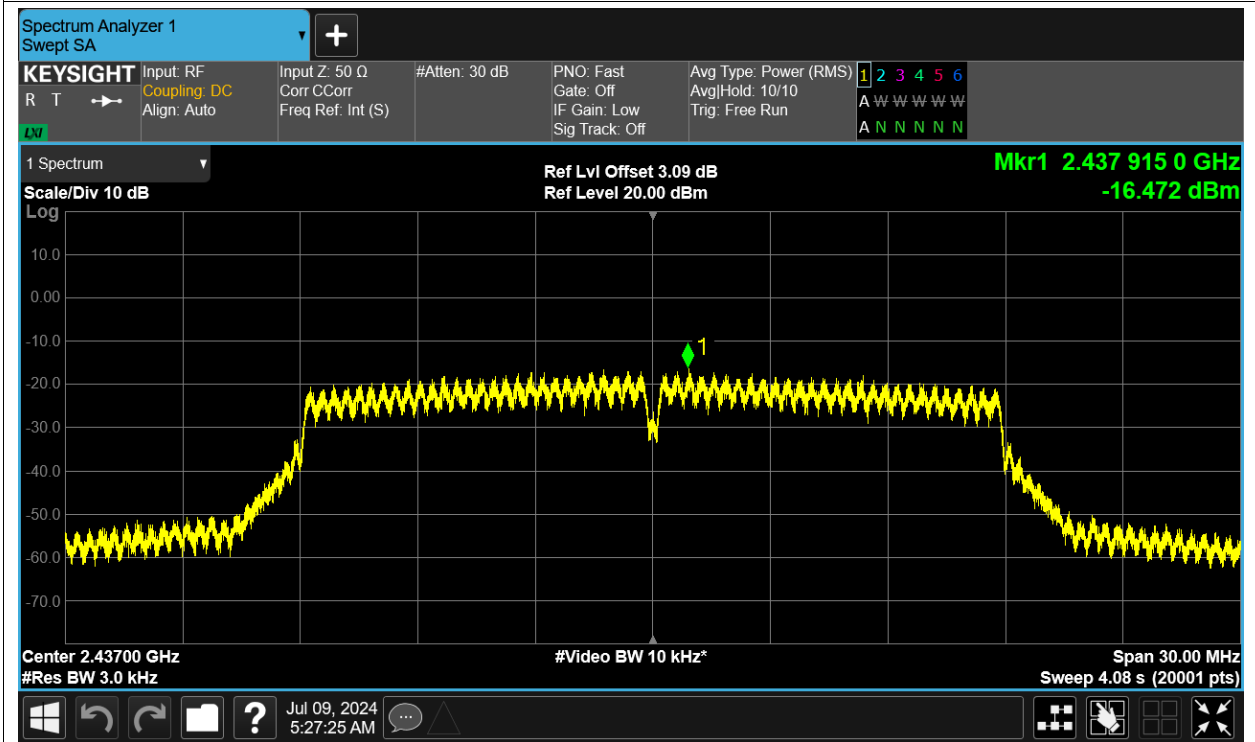 Spectrum Analyzer 1
Swept SA
+
KEYSIGHT
R T
LXI
Input: RF
Coupling: DC
Align: Auto
Input Z: 50 Ω
Corr CCorr
Freq Ref: Int (S)
#Atten: 30 dB
PNO: Fast
Gate: Off
IF Gain: Low
Sig Track: Off
Avg Type: Power (RMS)
Avg|Hold: 10/10
Trig: Free Run
1 2 3 4 5 6
A W W W W W
A N N N N N
1 Spectrum
Scale/Div 10 dB
Log
Ref Lvl Offset 3.09 dB
Ref Level 20.00 dBm
Mkr1 2.437 915 0 GHz
-16.472 dBm
10.0
0.00
-10.0
-20.0
-30.0
-40.0
-50.0
-60.0
-70.0
1
Center 2.43700 GHz
#Res BW 3.0 kHz
#Video BW 10 kHz*
Span 30.00 MHz
Sweep 4.08 s (20001 pts)
?
Jul 09, 2024
5:27:25 AM